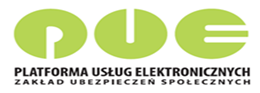 pue
PLATFORMA USŁUG ELEKTRONICZNYCH
ZAKŁAD UBEZPIECZEŃ SPOŁECZNYCH